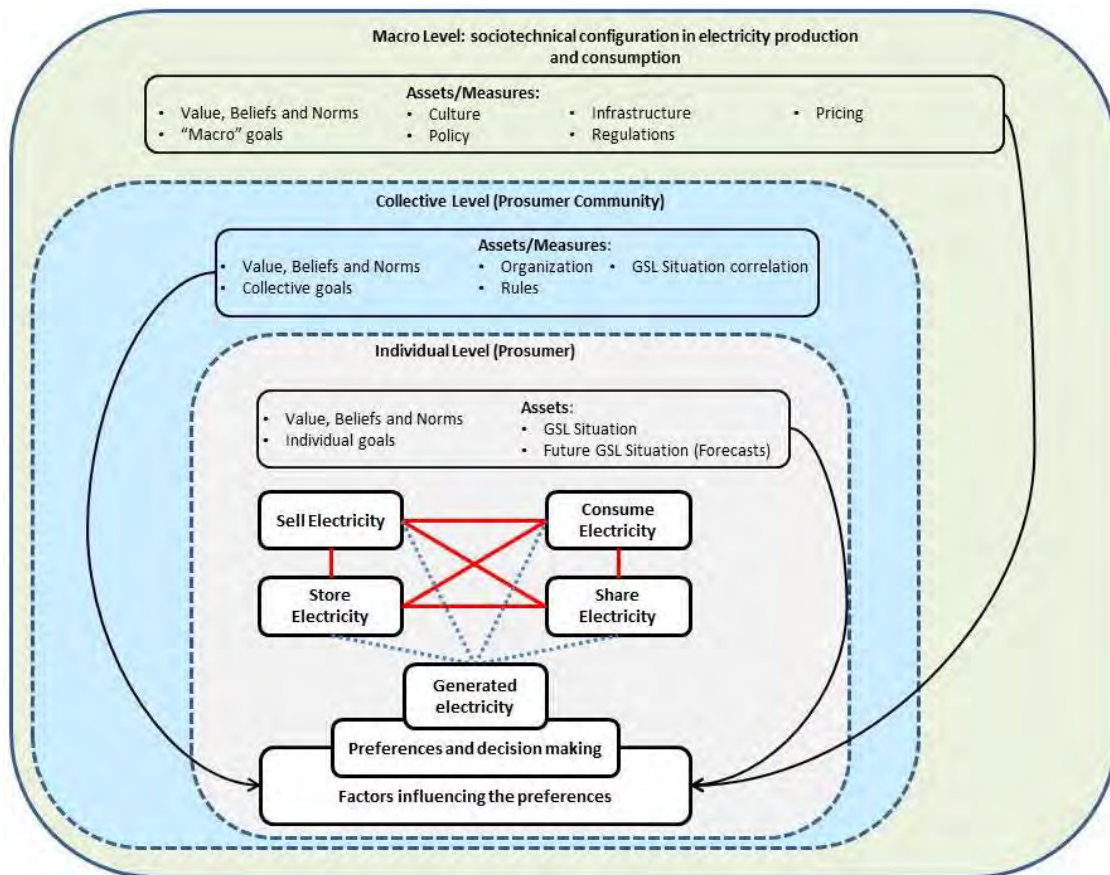 Macro Level: sociotechnical configuration in electricity production
and consumption
Assets/Measures:
• Value, Beliefs and Norms
• "Macro" goals
• Culture
• Policy
• Infrastructure
• Regulations
• Pricing
Collective Level (Prosumer Community)
Assets/Measures:
• Value, Beliefs and Norms
• Collective goals
• Organization
• Rules
• GSL Situation correlation
Individual Level (Prosumer)
Assets:
• Value, Beliefs and Norms
• Individual goals
• GSL Situation
• Future GSL Situation (Forecasts)
Sell Electricity
Consume
Electricity
Store
Electricity
Share
Electricity
Generated
electricity
Preferences and decision making
Factors influencing the preferences